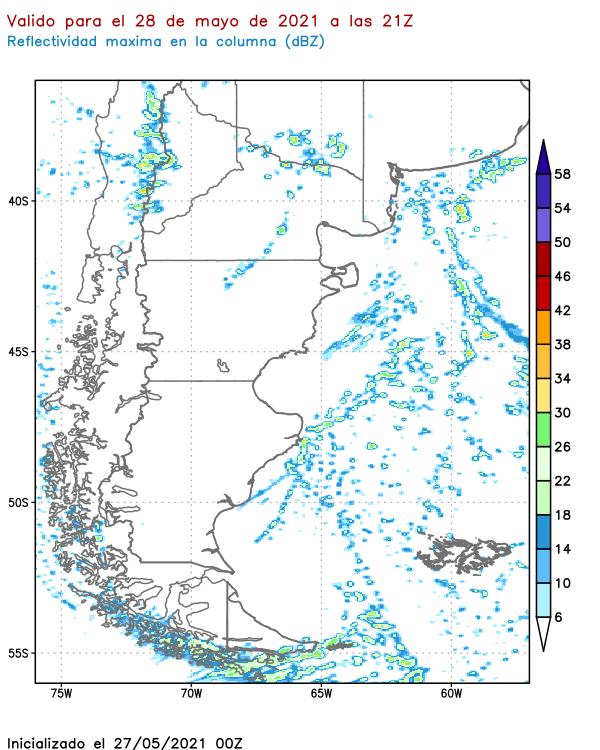 Valido para el 28 de mayo de 2021 a las 21Z
Reflectividad maxima en la columna (dBZ)
58
54
50
46
42
38
34
30
26
22
18
14
10
6
40S
45S
50S
55S
75W 70W 65W 60W
Inicializado el 27/05/2021 00Z